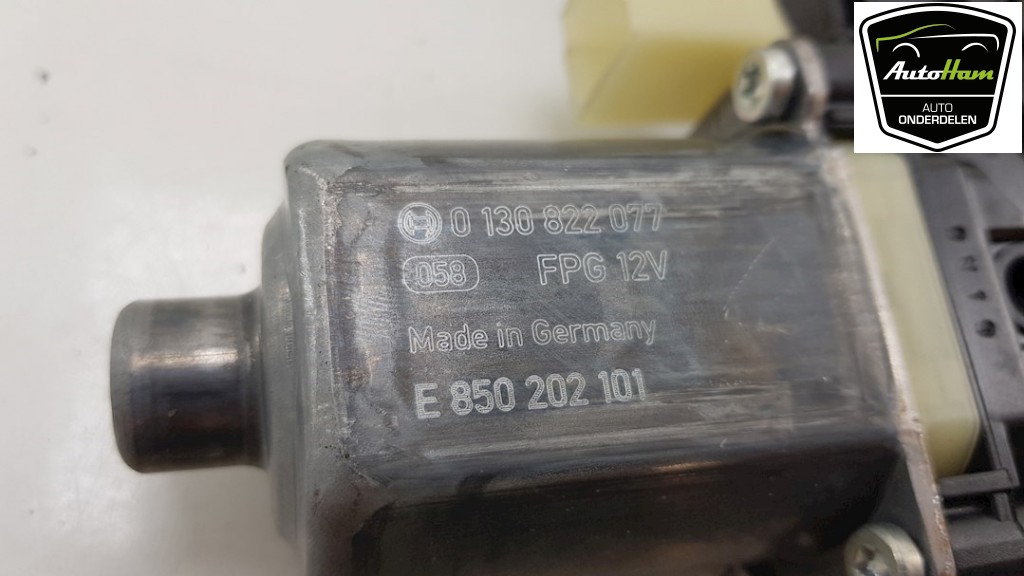 0 130 822 077
058 FPG 12V
Made in Germany
E 850 202 101
AutoHam
AUTO
ONDERDELEN